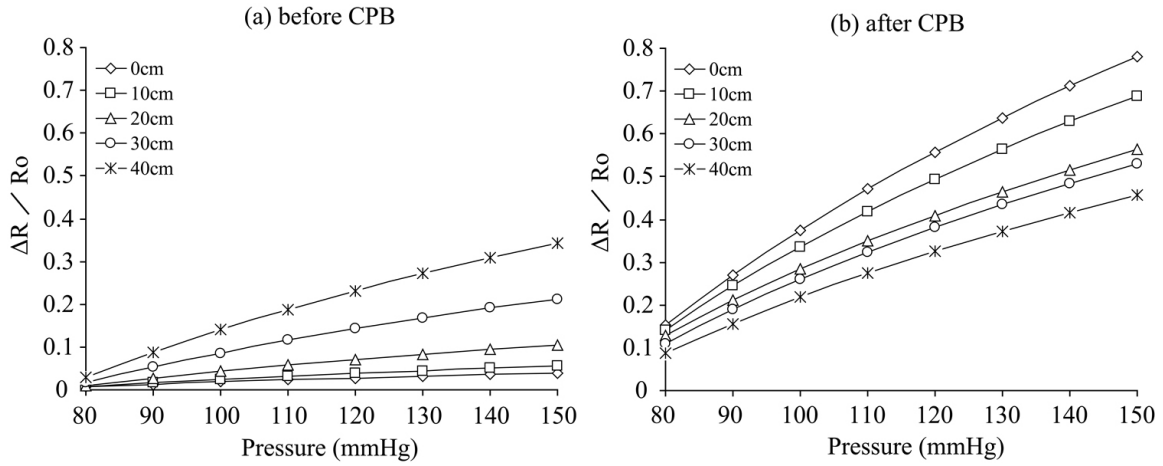 (a) before CPB
0.8
0.7
0.6
0.5
0.4
0.3
0.2
0.1
0
ΔR / Ro
0cm
10cm
20cm
30cm
40cm
80 90 100 110 120 130 140 150
Pressure (mmHg)
(b) after CPB
0.8
0.7
0.6
0.5
0.4
0.3
0.2
0.1
0
ΔR / Ro
0cm
10cm
20cm
30cm
40cm
80 90 100 110 120 130 140 150
Pressure (mmHg)